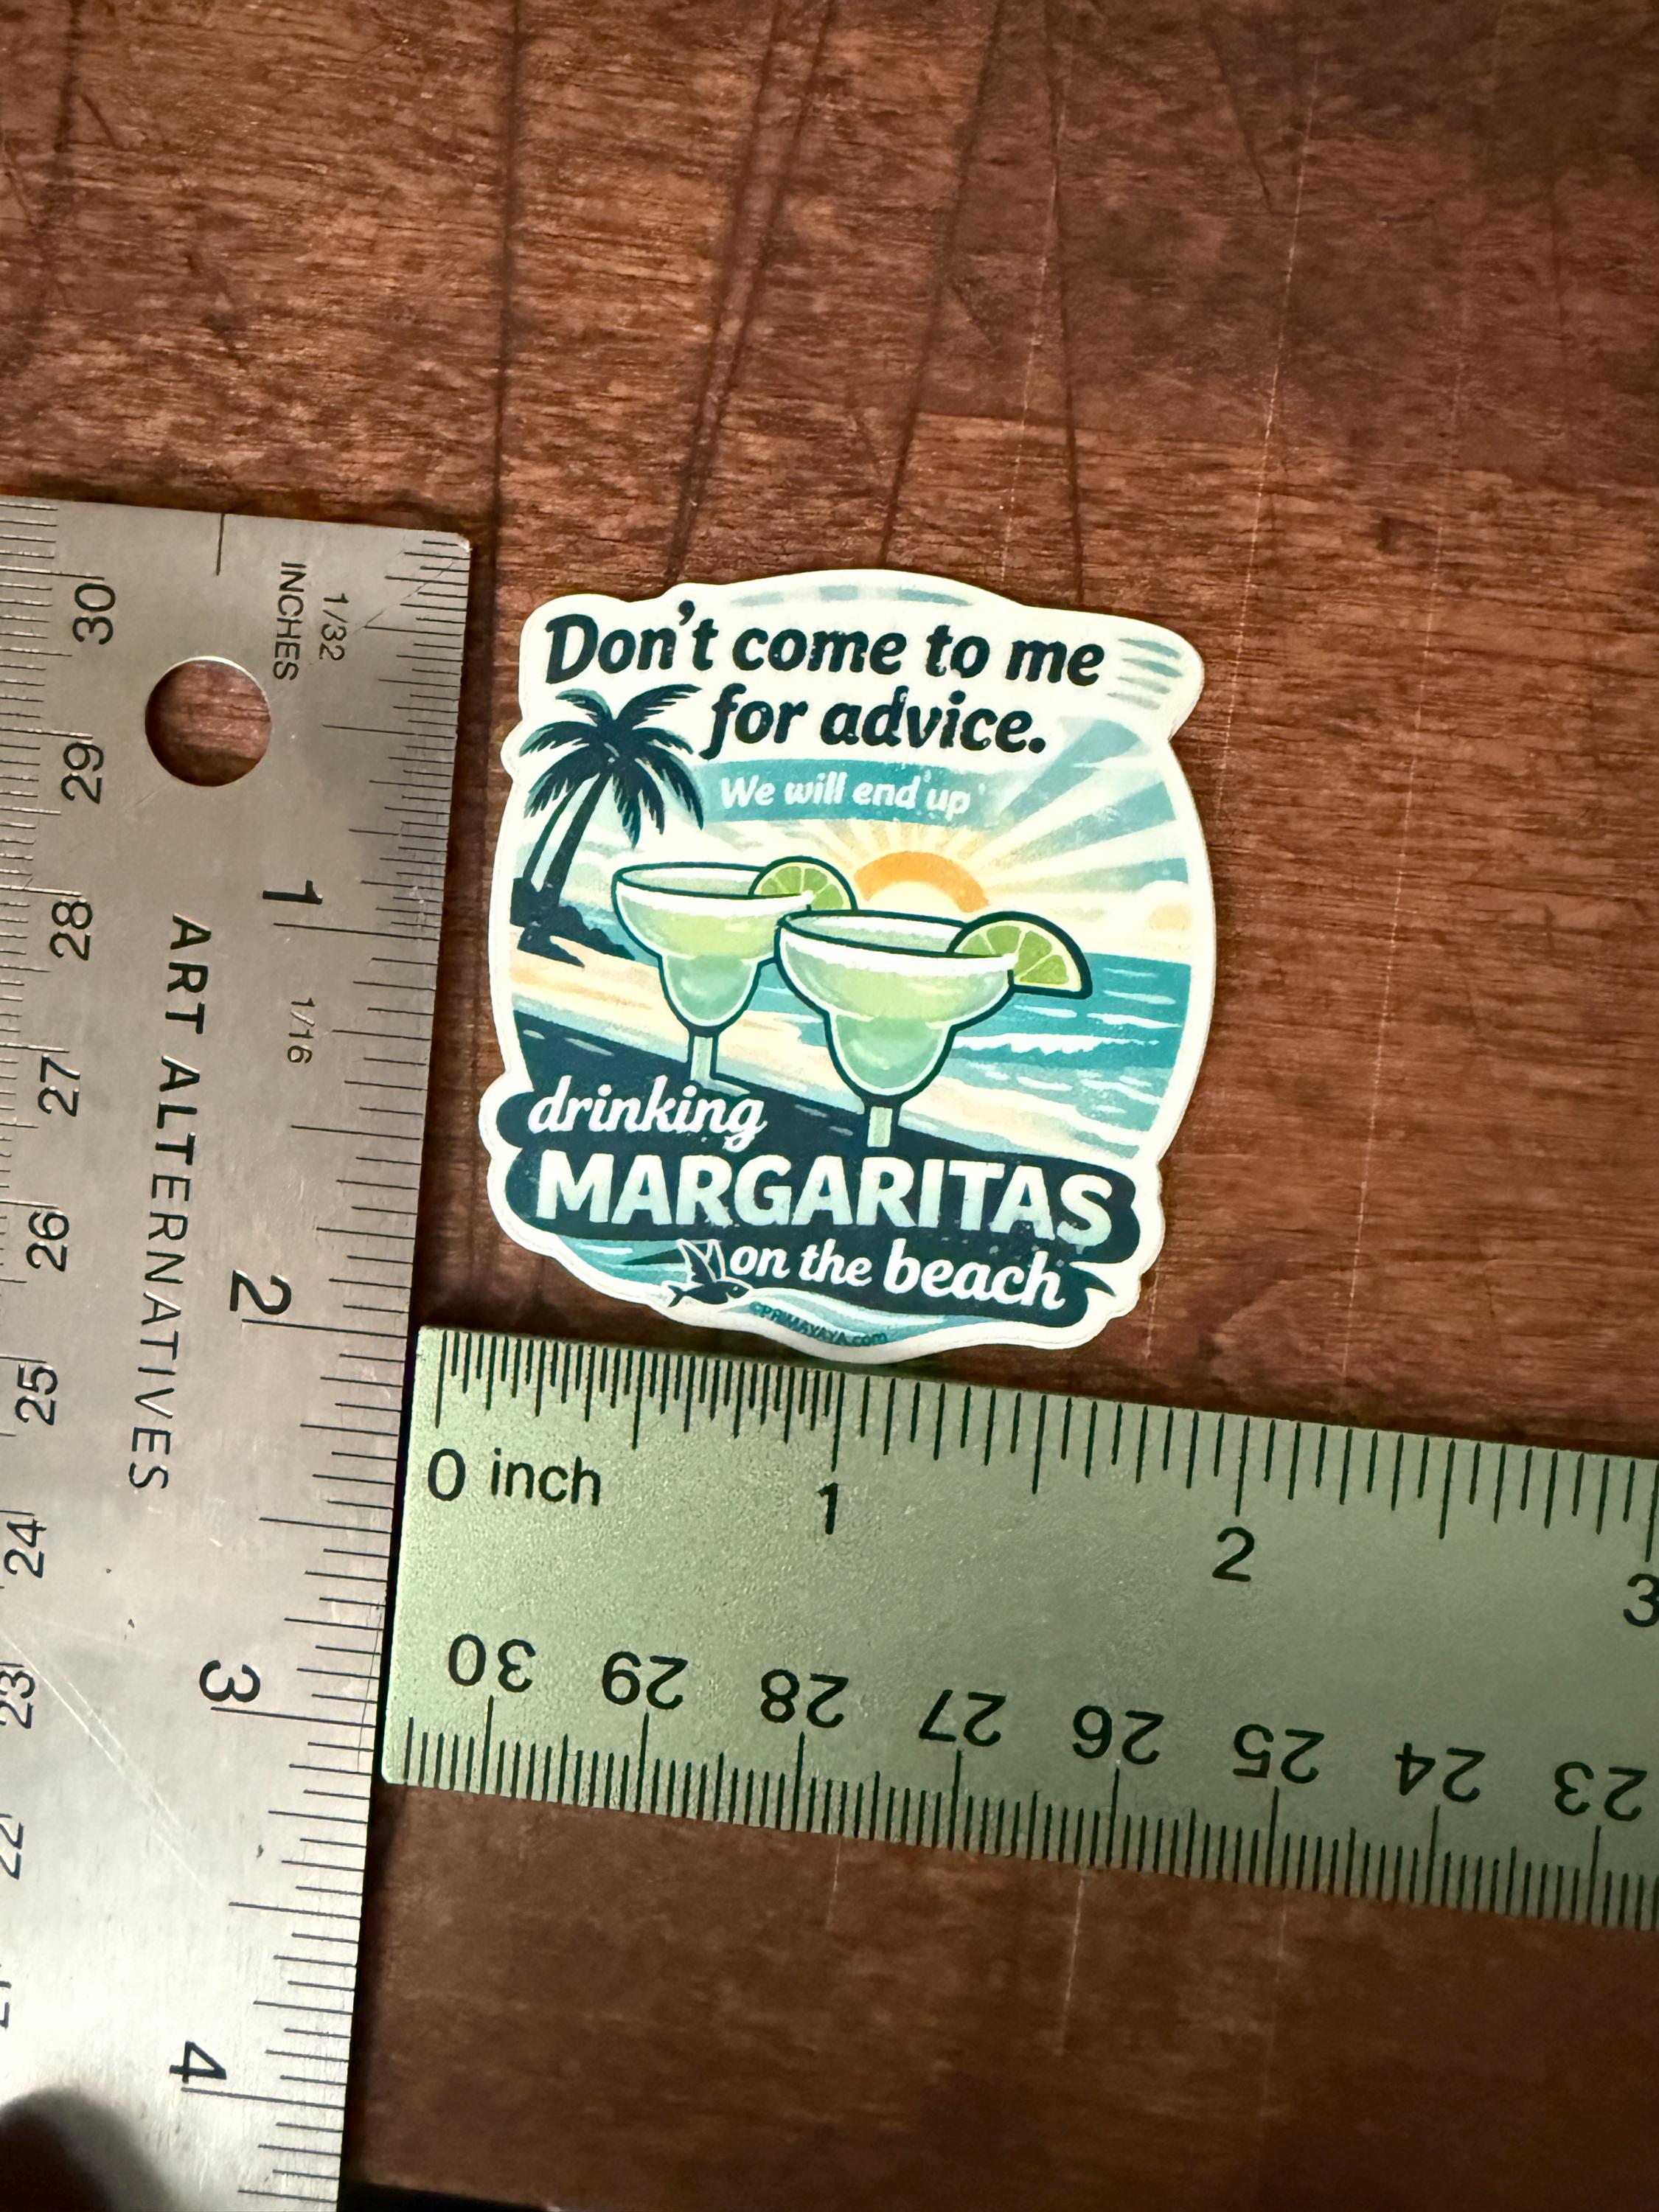 Don't come to me
for advice.
We will end up
drinking
MARGARITAS
on the beach
©PRIMAYAYA.com
1/32
INCHES
1
1/16
2
3
4
ART ALTERNATIVES
30
29
28
27
26
25
24
23
22
0 inch
1
2
3
30
29
28
27
26
25
24
23